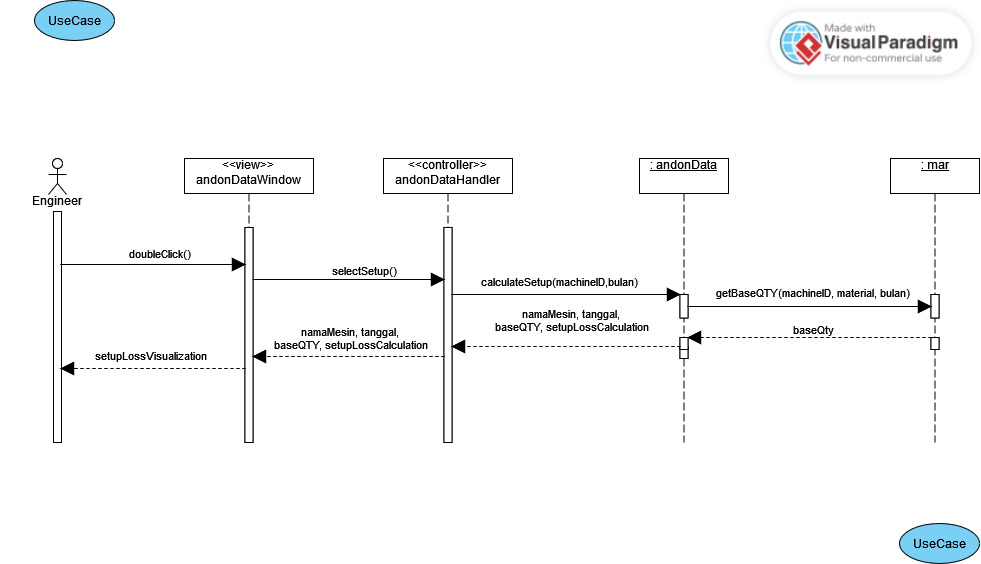 UseCase
Made with
Visual Paradigm
For non-commercial use
Engineer
<<view>>
andonDataWindow
<<controller>>
andonDataHandler
: andonData
: mar
doubleClick()
selectSetup()
calculateSetup(machineID,bulan)
getBaseQTY(machineID, material, bulan)
baseQty
namaMesin, tanggal,
baseQTY, setupLossCalculation
namaMesin, tanggal,
baseQTY, setupLossCalculation
setupLossVisualization
UseCase